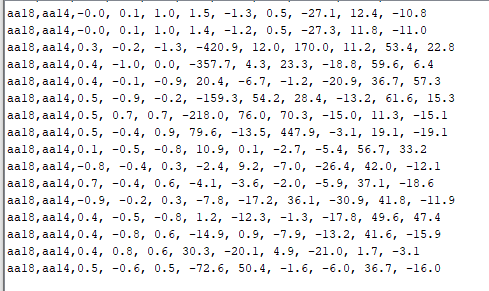 aa18,aa14,-0.0, 0.1, 1.0, 1.5, -1.3, 0.5, -27.1, 12.4, -10.8
aa18,aa14,-0.0, 0.1, 1.0, 1.4, -1.2, 0.5, -27.3, 11.8, -11.0
aa18,aa14,0.3, -0.2, -1.3, -420.9, 12.0, 170.0, 11.2, 53.4, 22.8
aa18,aa14,0.4, -1.0, 0.0, -357.7, 4.3, 23.3, -18.8, 59.6, 6.4
aa18,aa14,0.4, -0.1, -0.9, 20.4, -6.7, -1.2, -20.9, 36.7, 57.3
aa18,aa14,0.5, -0.9, -0.2, -159.3, 54.2, 28.4, -13.2, 61.6, 15.3
aa18,aa14,0.5, 0.7, 0.7, -218.0, 76.0, 70.3, -15.0, 11.3, -15.1
aa18,aa14,0.5, -0.4, 0.9, 79.6, -13.5, 447.9, -3.1, 19.1, -19.1
aa18,aa14,0.1, -0.5, -0.8, 10.9, 0.1, -2.7, -5.4, 56.7, 33.2
aa18,aa14,-0.8, -0.4, 0.3, -2.4, 9.2, -7.0, -26.4, 42.0, -12.1
aa18,aa14,0.7, -0.4, 0.6, -4.1, -3.6, -2.0, -5.9, 37.1, -18.6
aa18,aa14,-0.9, -0.2, 0.3, -7.8, -17.2, 36.1, -30.9, 41.8, -11.9
aa18,aa14,0.4, -0.5, -0.8, 1.2, -12.3, -1.3, -17.8, 49.6, 47.4
aa18,aa14,0.4, -0.8, 0.6, -14.9, 0.9, -7.9, -13.2, 41.6, -15.9
aa18,aa14,0.4, 0.8, 0.6, 30.3, -20.1, 4.9, -21.0, 1.7, -3.1
aa18,aa14,0.5, -0.6, 0.5, -72.6, 50.4, -1.6, -6.0, 36.7, -16.0